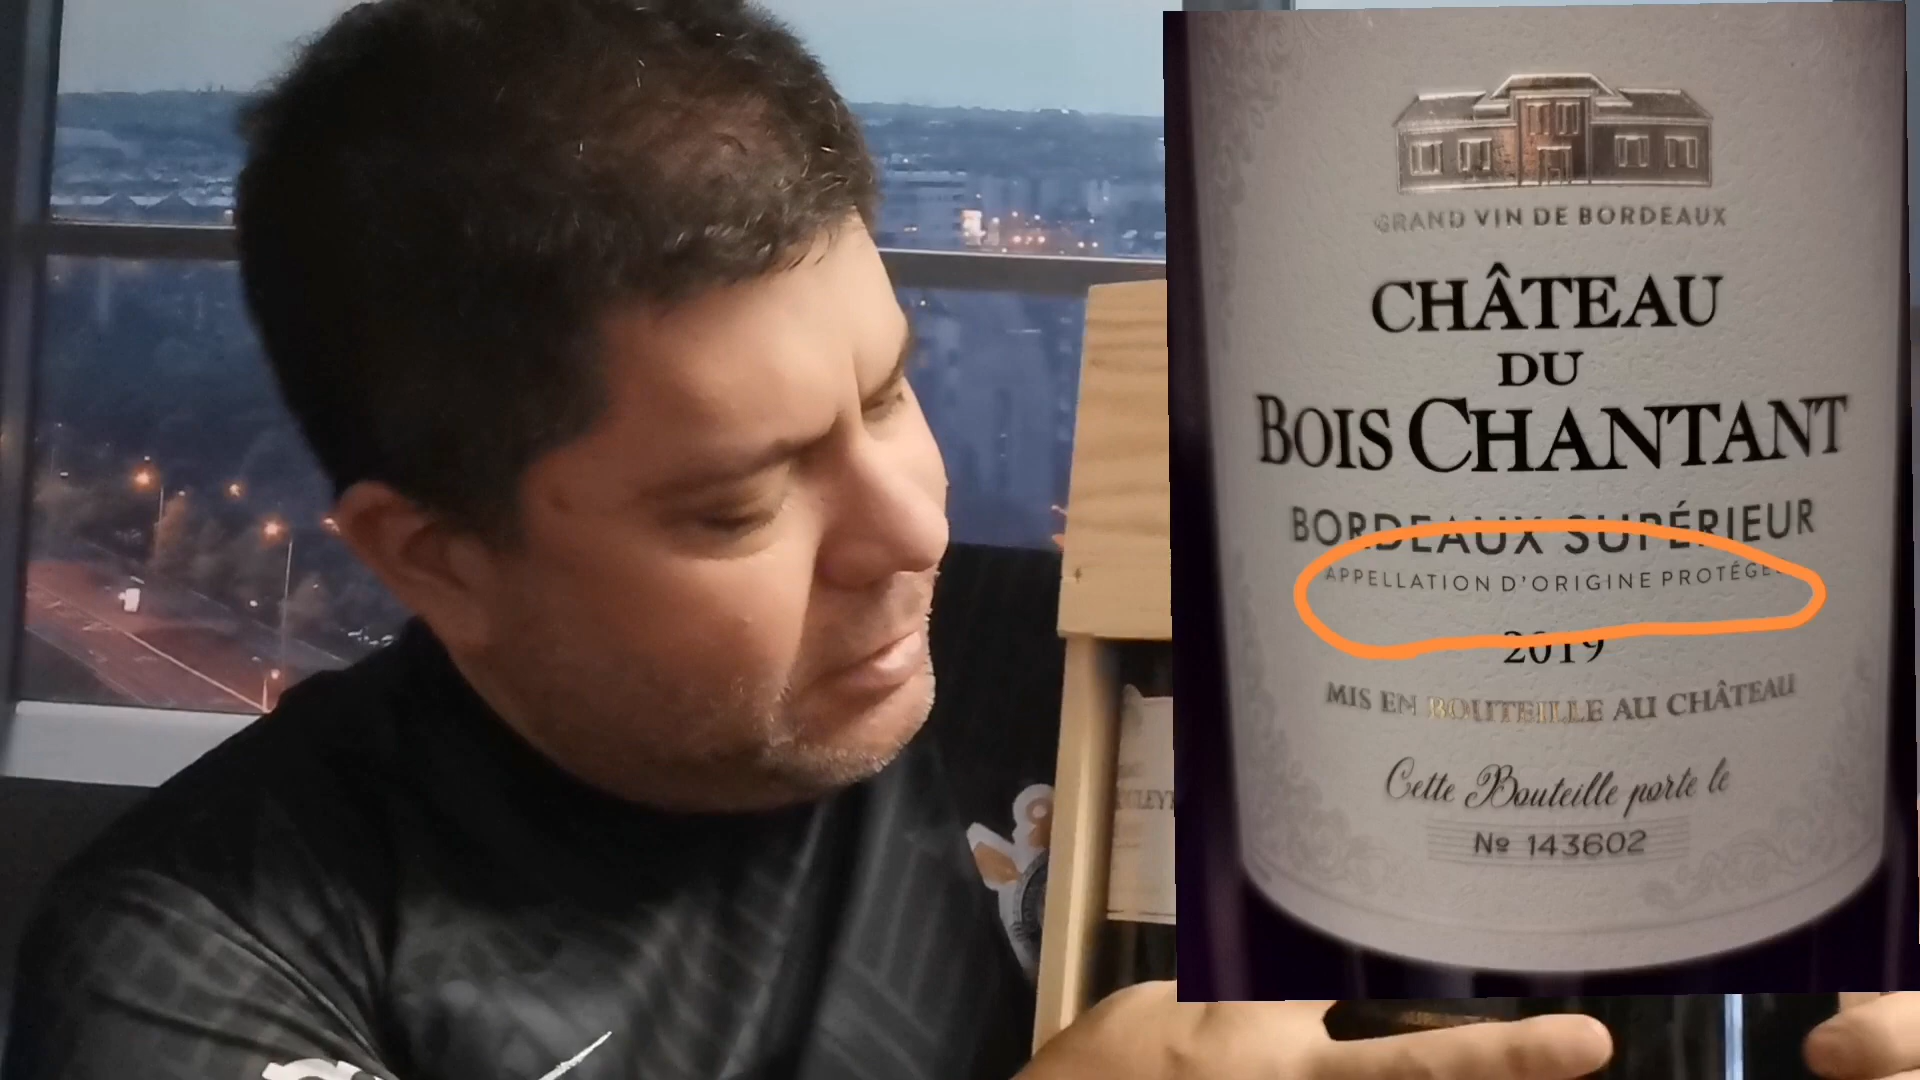 GRAND VIN DE BORDEAUX
CHÂTEAU
DU
BOIS CHANTANT
BORDEAUX SUPÉRIEUR
APPELLATION D'ORIGINE PROTÉGÉE
2019
MIS EN BOUTEILLE AU CHÂTEAU
Cette Bouteille porte le
№ 143602